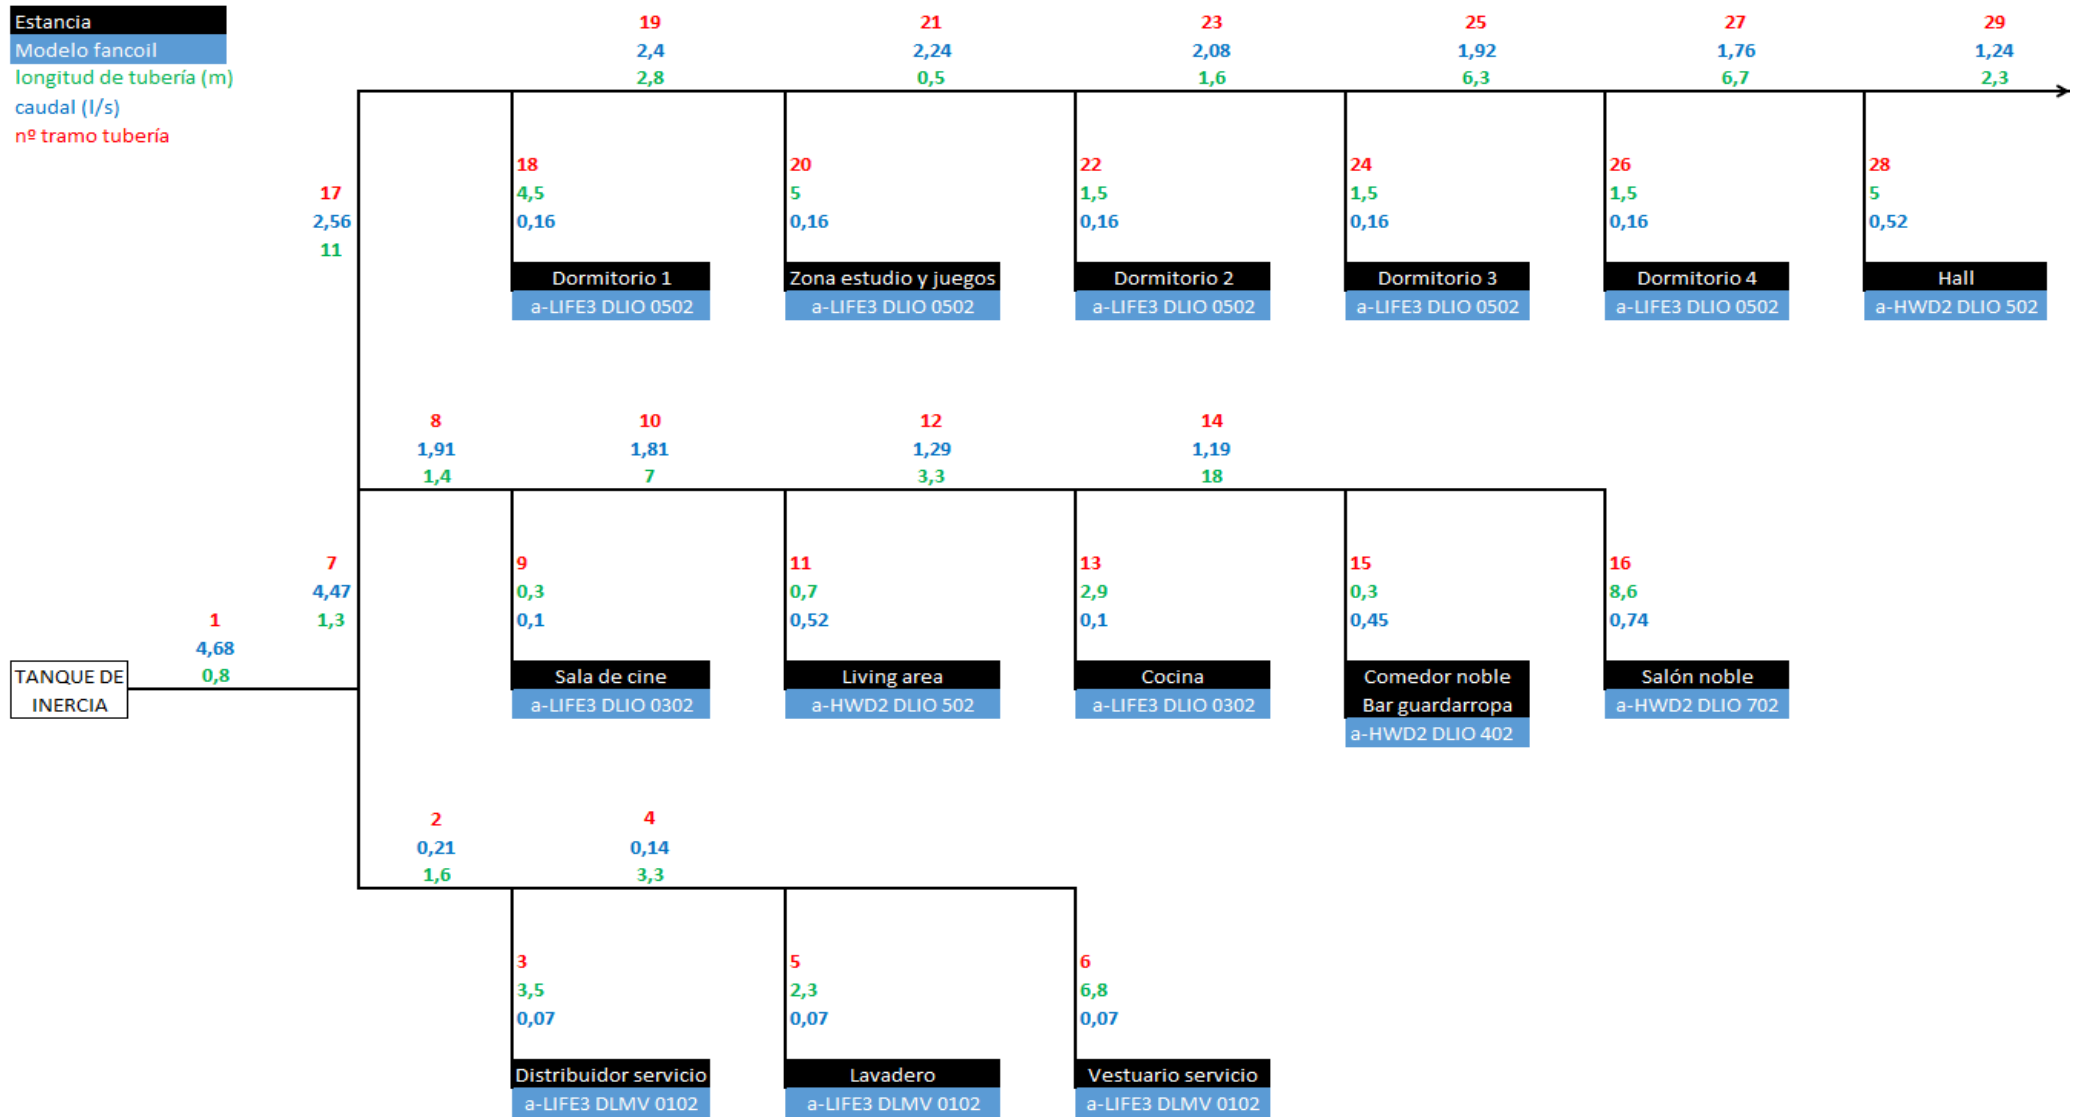 Estancia
Modelo fancoil
longitud de tubería (m)
caudal (l/s)
nº tramo tubería
19 21 23 25 27 29
2,4 2,24 2,08 1,92 1,76 1,24
2,8 0,5 1,6 6,3 6,7 2,3
18 20 22 24 26 28
4,5 5 1,5 1,5 1,5 5
0,16 0,16 0,16 0,16 0,16 0,52
17
2,56
11
Dormitorio 1 Zona estudio y juegos Dormitorio 2 Dormitorio 3 Dormitorio 4 Hall
a-LIFE3 DLIO 0502 a-LIFE3 DLIO 0502 a-LIFE3 DLIO 0502 a-LIFE3 DLIO 0502 a-LIFE3 DLIO 0502 a-HWD2 DLIO 502
8 10 12 14
1,91 1,81 1,29 1,19
1,4 7 3,3 18
7
4,47
1,3
9 11 13 15 16
0,3 0,7 2,9 0,3 8,6
0,1 0,52 0,1 0,45 0,74
1
4,68
0,8
TANQUE DE
INERCIA
Sala de cine Living area Cocina Comedor noble Salón noble
Bar guardarropa
a-LIFE3 DLIO 0302 a-HWD2 DLIO 502 a-LIFE3 DLIO 0302 a-HWD2 DLIO 402 a-HWD2 DLIO 702
2 4
0,21 0,14
1,6 3,3
3 5 6
3,5 2,3 6,8
0,07 0,07 0,07
Distribuidor servicio Lavadero Vestuario servicio
a-LIFE3 DLMV 0102 a-LIFE3 DLMV 0102 a-LIFE3 DLMV 0102